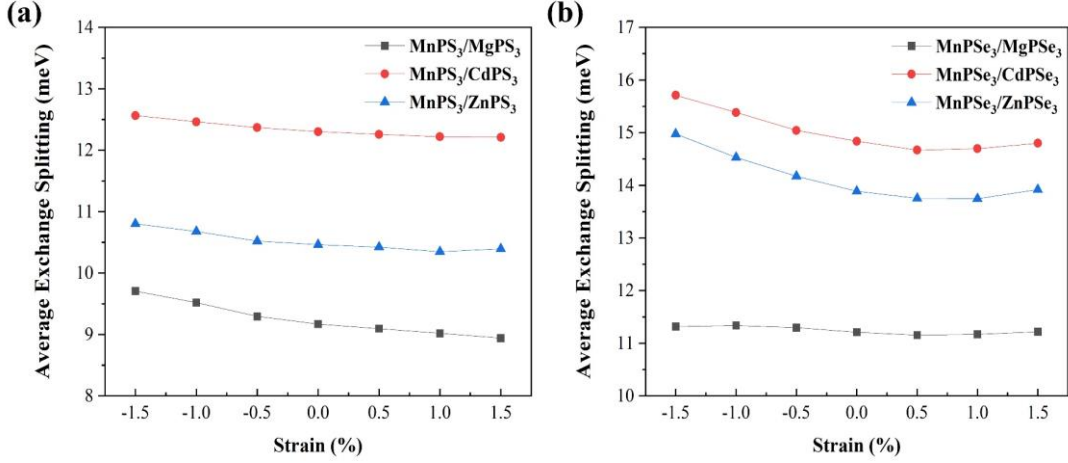 (a)
14
13
12
11
10
9
8
Average Exchange Splitting (meV)
MnPS3/MgPS3
MnPS3/CdPS3
MnPS3/ZnPS3
-1.5 -1.0 -0.5 0.0 0.5 1.0 1.5
Strain (%)
(b)
17
16
15
14
13
12
11
10
Average Exchange Splitting (meV)
MnPSe3/MgPSe3
MnPSe3/CdPSe3
MnPSe3/ZnPSe3
-1.5 -1.0 -0.5 0.0 0.5 1.0 1.5
Strain (%)